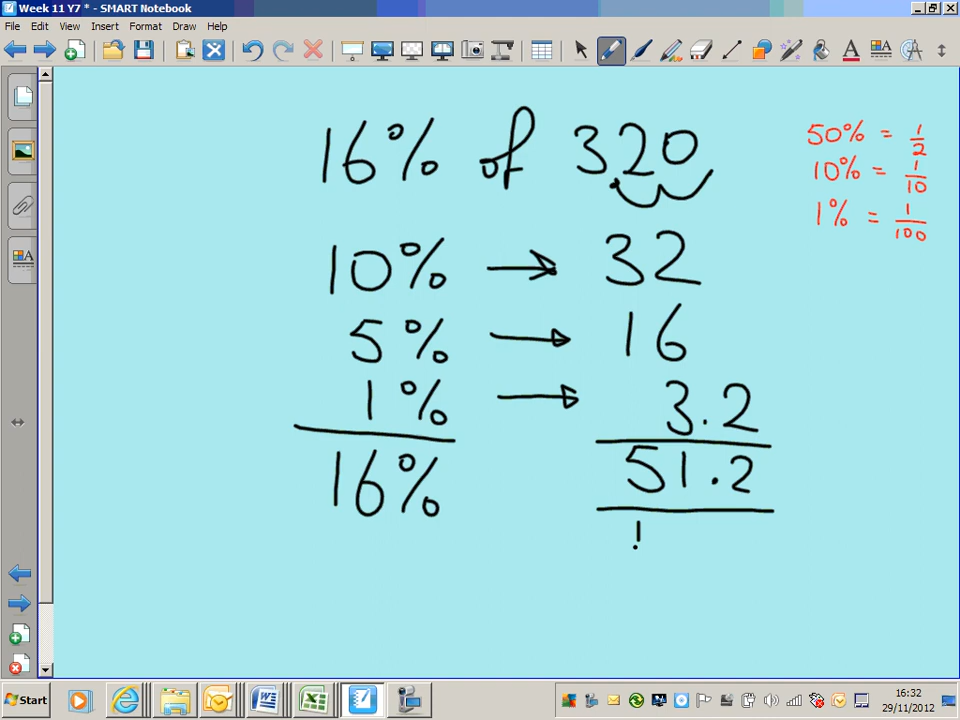 Week 11 Y7 * - SMART Notebook
File Edit View Insert Format Draw Help
16% of 320
10% → 32
5% → 16
1% → 3.2
16% 51.2
1
50% = 1/2
10% = 1/10
1% = 1/100
Start
16:32
29/11/2012